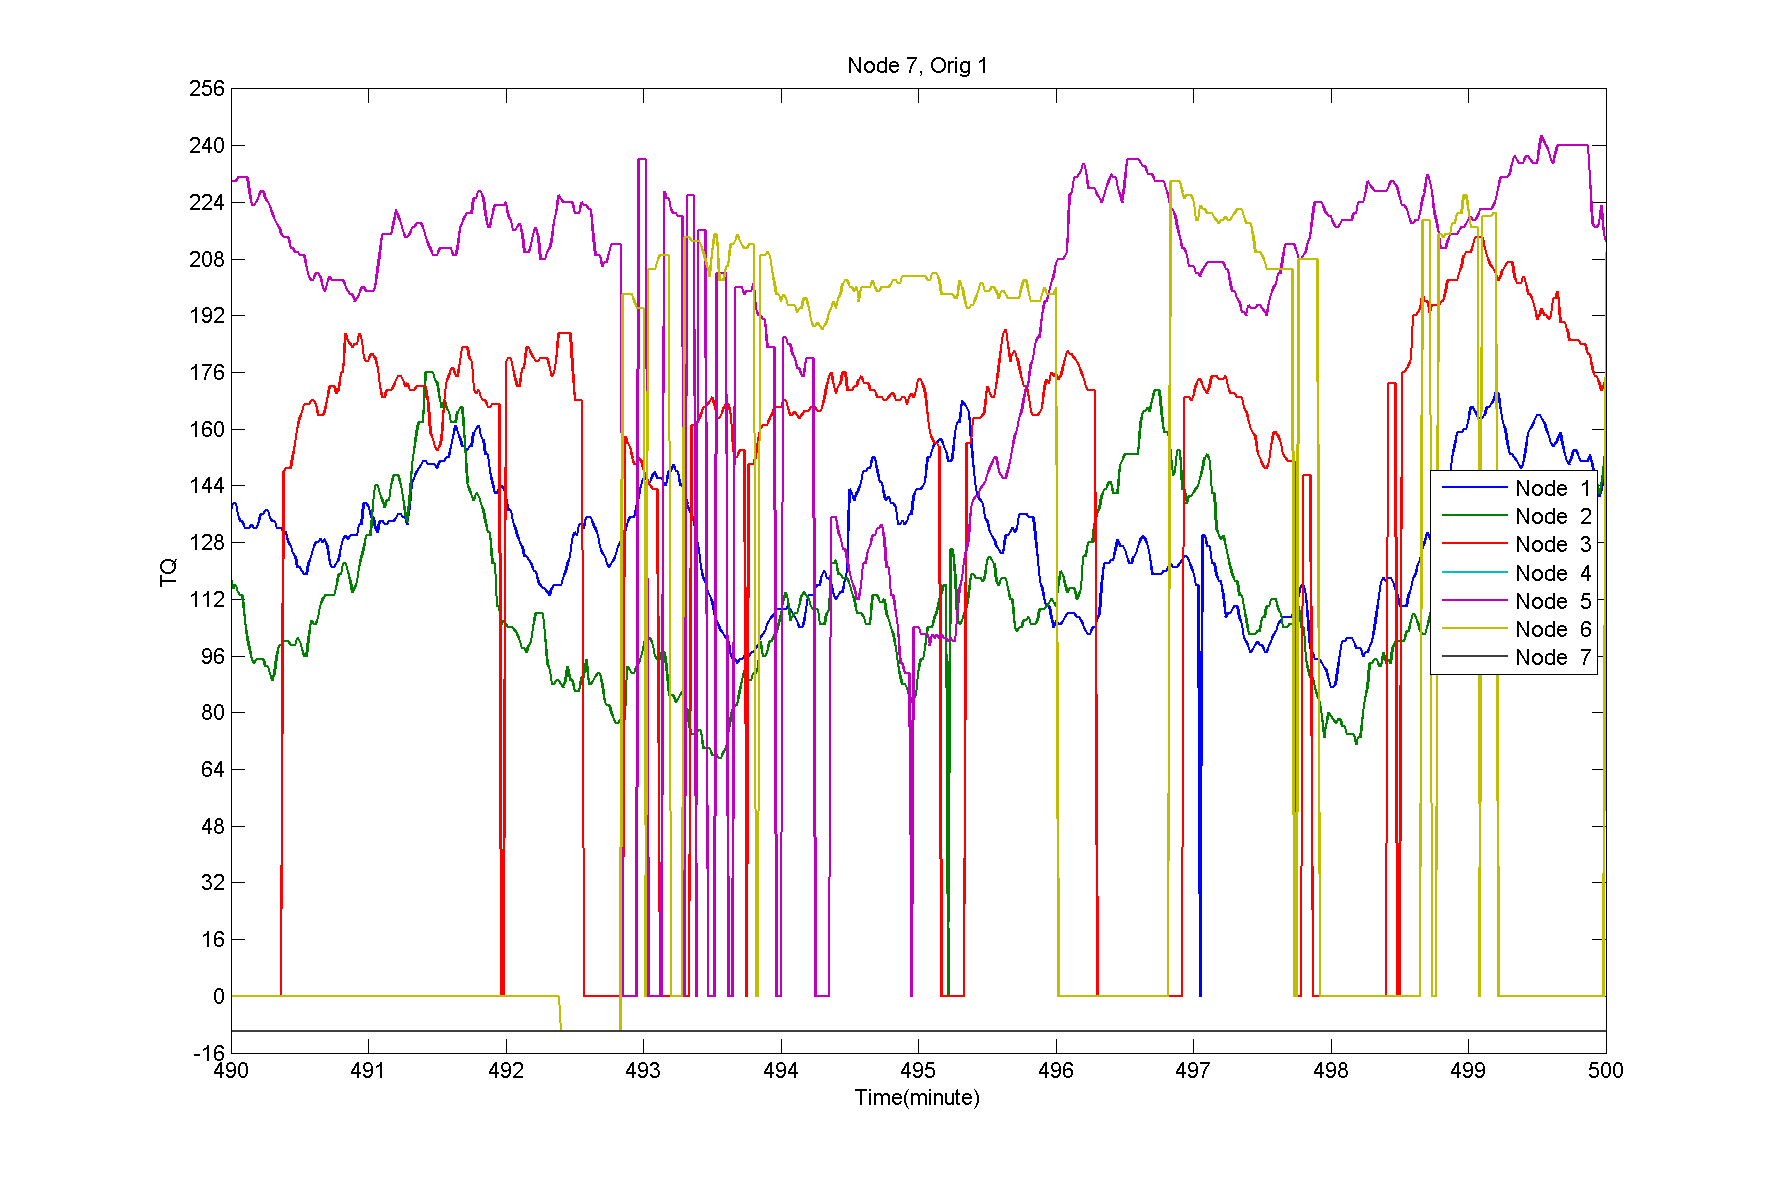 Node 7, Orig 1
256
240
224
208
192
176
160
144
128
112
96
80
64
48
32
16
0
-16
TQ
490 491 492 493 494 495 496 497 498 499 500
Time(minute)
Node 1
Node 2
Node 3
Node 4
Node 5
Node 6
Node 7